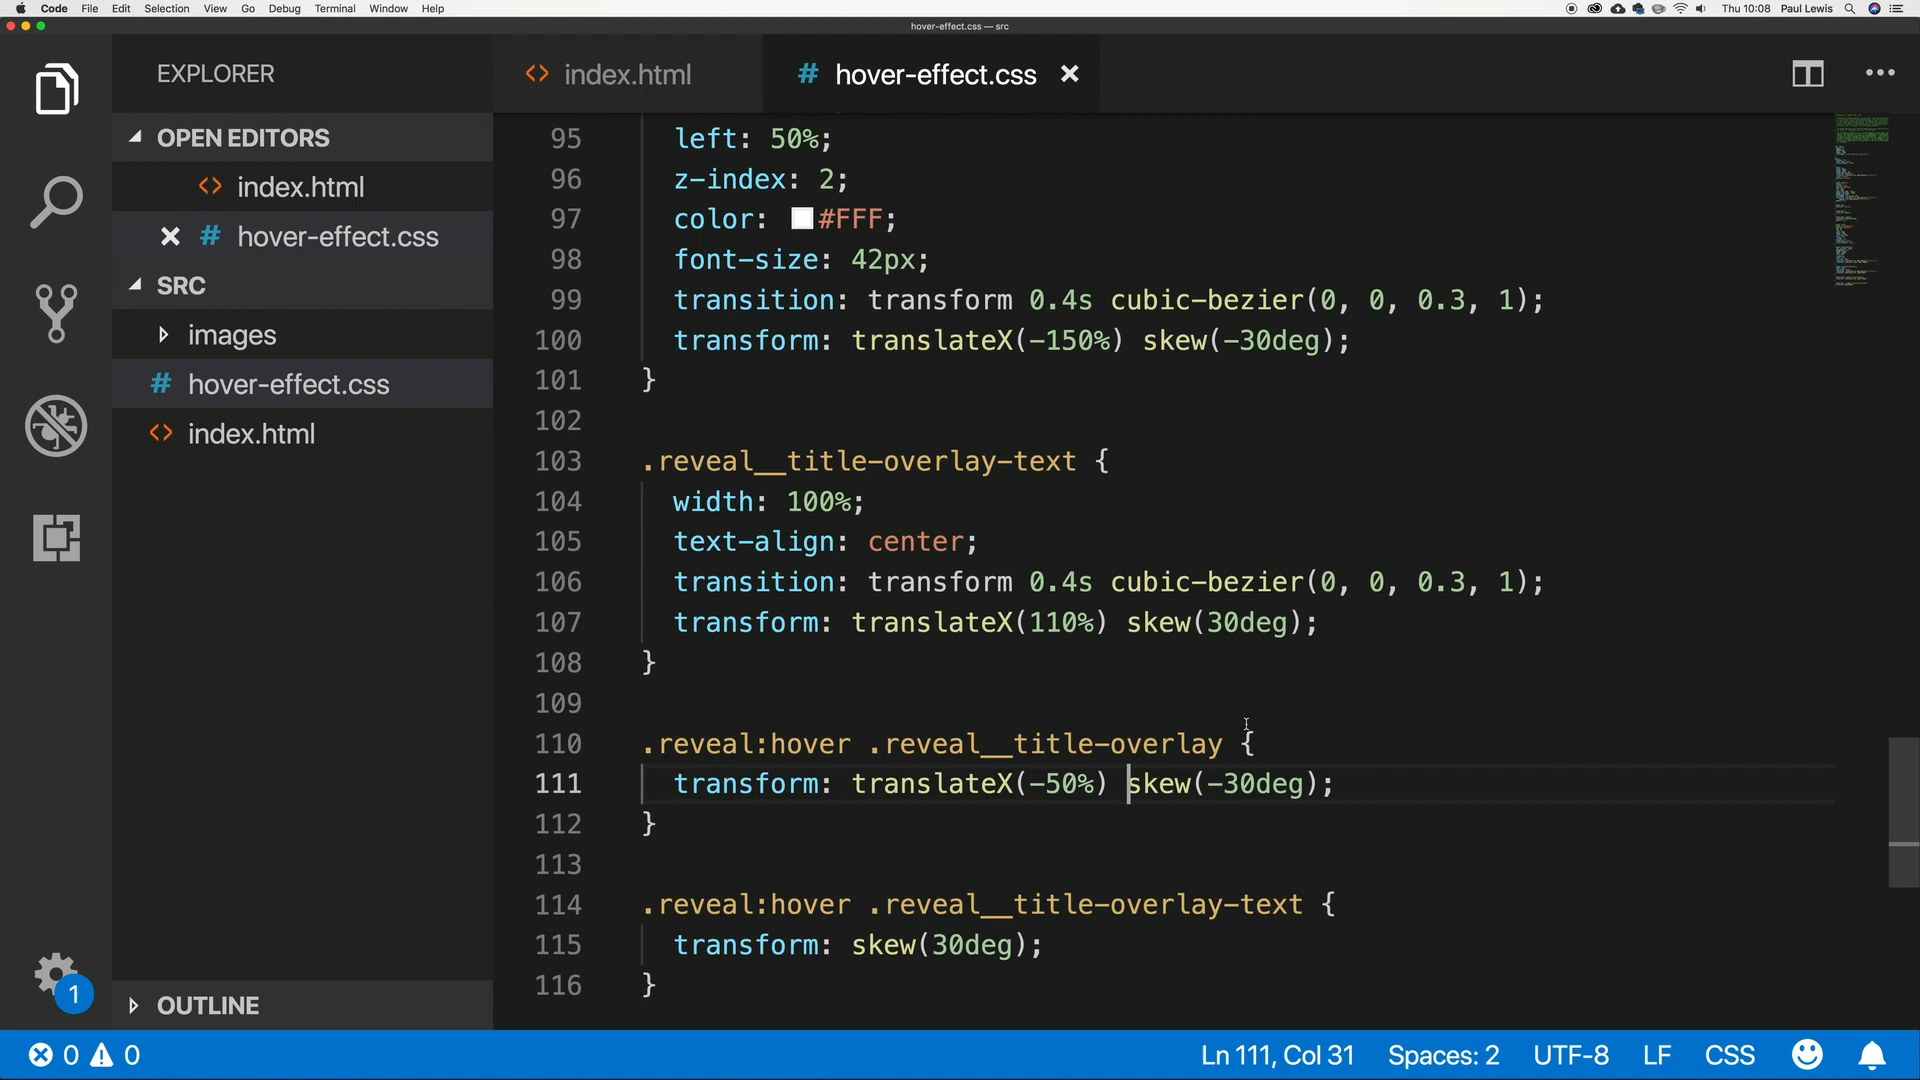 Code File Edit Selection View Go Debug Terminal Window Help
Thu 10:08 Paul Lewis
hover-effect.css — src
EXPLORER
OPEN EDITORS
<> index.html
# hover-effect.css
SRC
images
# hover-effect.css
<> index.html
OUTLINE
1
<> index.html
# hover-effect.css
95 left: 50%;
96 z-index: 2;
97 color: #FFF;
98 font-size: 42px;
99 transition: transform 0.4s cubic-bezier(0, 0, 0.3, 1);
100 transform: translateX(-150%) skew(-30deg);
101 }
102
103 .reveal__title-overlay-text {
104 width: 100%;
105 text-align: center;
106 transition: transform 0.4s cubic-bezier(0, 0, 0.3, 1);
107 transform: translateX(110%) skew(30deg);
108 }
109
110 .reveal:hover .reveal__title-overlay {
111 transform: translateX(-50%) skew(-30deg);
112 }
113
114 .reveal:hover .reveal__title-overlay-text {
115 transform: skew(30deg);
116 }
0 0
Ln 111, Col 31 Spaces: 2 UTF-8 LF CSS